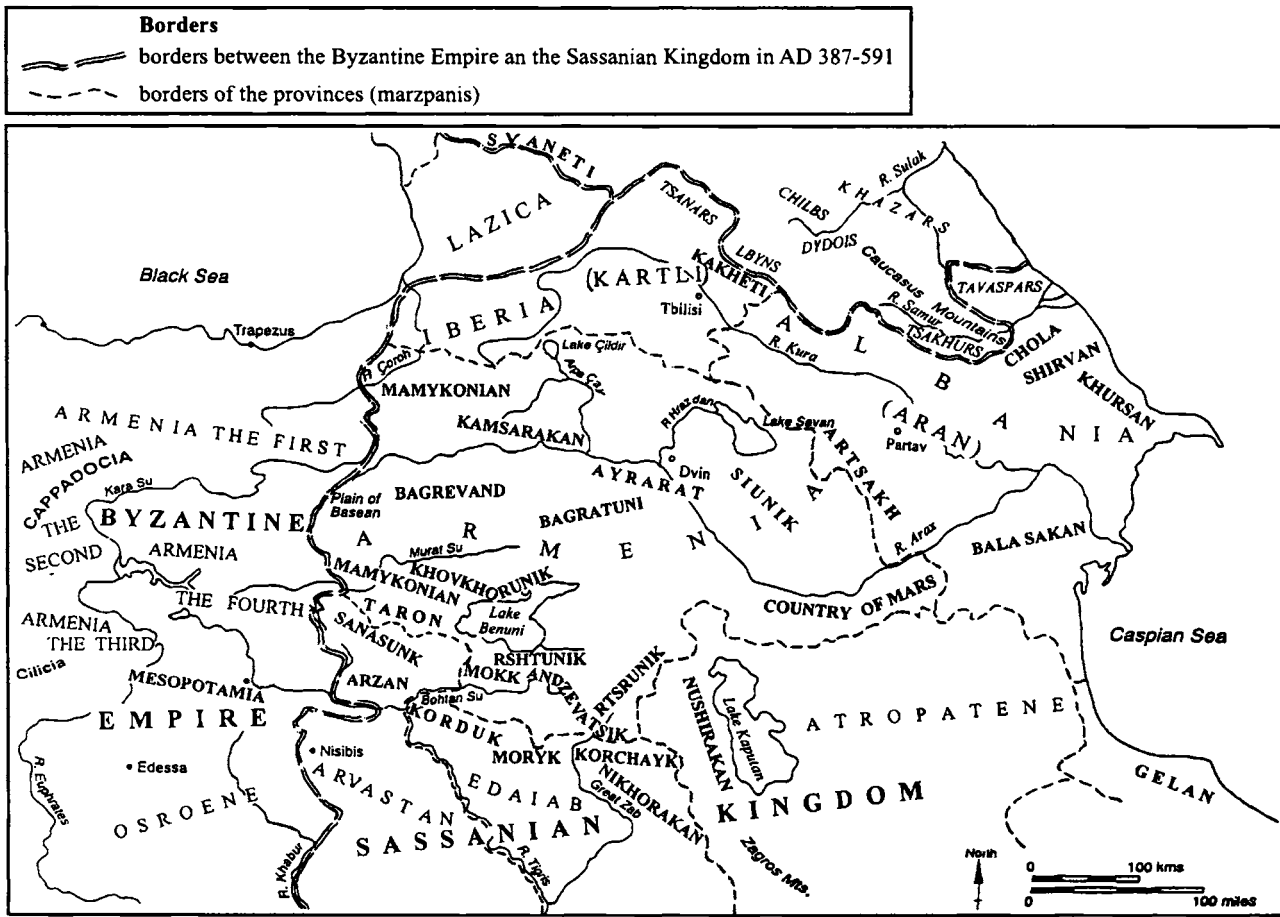 Borders
borders between the Byzantine Empire an the Sassanian Kingdom in AD 387-591
borders of the provinces (marzpanis)
SVANETI
LAZICA
TSANARS
LBYNS
CHILBS
KHAZARS
R. Sulak
DYDOIS
Caucasus Mountains
TAVASPARS
Black Sea
(KARTLI)
KAKHETI
Tbilisi
R. Samur
TSAKHURS
CHOLA
SHIRVAN
KHURSAN
Trapezus
IBERIA
Lake Çildır
R. Kura
ALBANIA
(ARAN)
Partav
R. Çoroh
MAMYKONIAN
Arpa Çay
KAMSARAKAN
R. Hrazdan
Lake Sevan
ARTSAKH
ARMENIA THE FIRST
ARMENIA
CAPPADOCIA
Kara Su
Plain of
Basean
BAGREVAND
AYRARAT
Dvin
SIUNIK
BAGRATUNI
ARMENIA
THE
SECOND
BYZANTINE
ARMENIA
Murat Su
R. Arax
BALA SAKAN
MAMYKONIAN
KHOVKHORUNIK
THE FOURTH
TARON
Lake
Benuni
COUNTRY OF MARS
ARMENIA
THE THIRD
SANASUNK
Caspian Sea
Cilicia
RSHTUNIK
MESOPOTAMIA
ARZAN
MOKK
ANDZEVATSIK
RTSRUNIK
NUSHIRAKAN
Lake Kaputan
ATROPATENE
EMPIRE
Bohtan Su
KORDUK
MORYK
KORCHAYK
Nisibis
Edessa
R. Euphrates
OSROENE
ARVASTAN
EDAIAB
NIKHORAKAN
Great Zab
KINGDOM
GELAN
SASSANIAN
R. Khabur
R. Tigris
Zagros Mts.
North
0 100 kms
0 100 miles